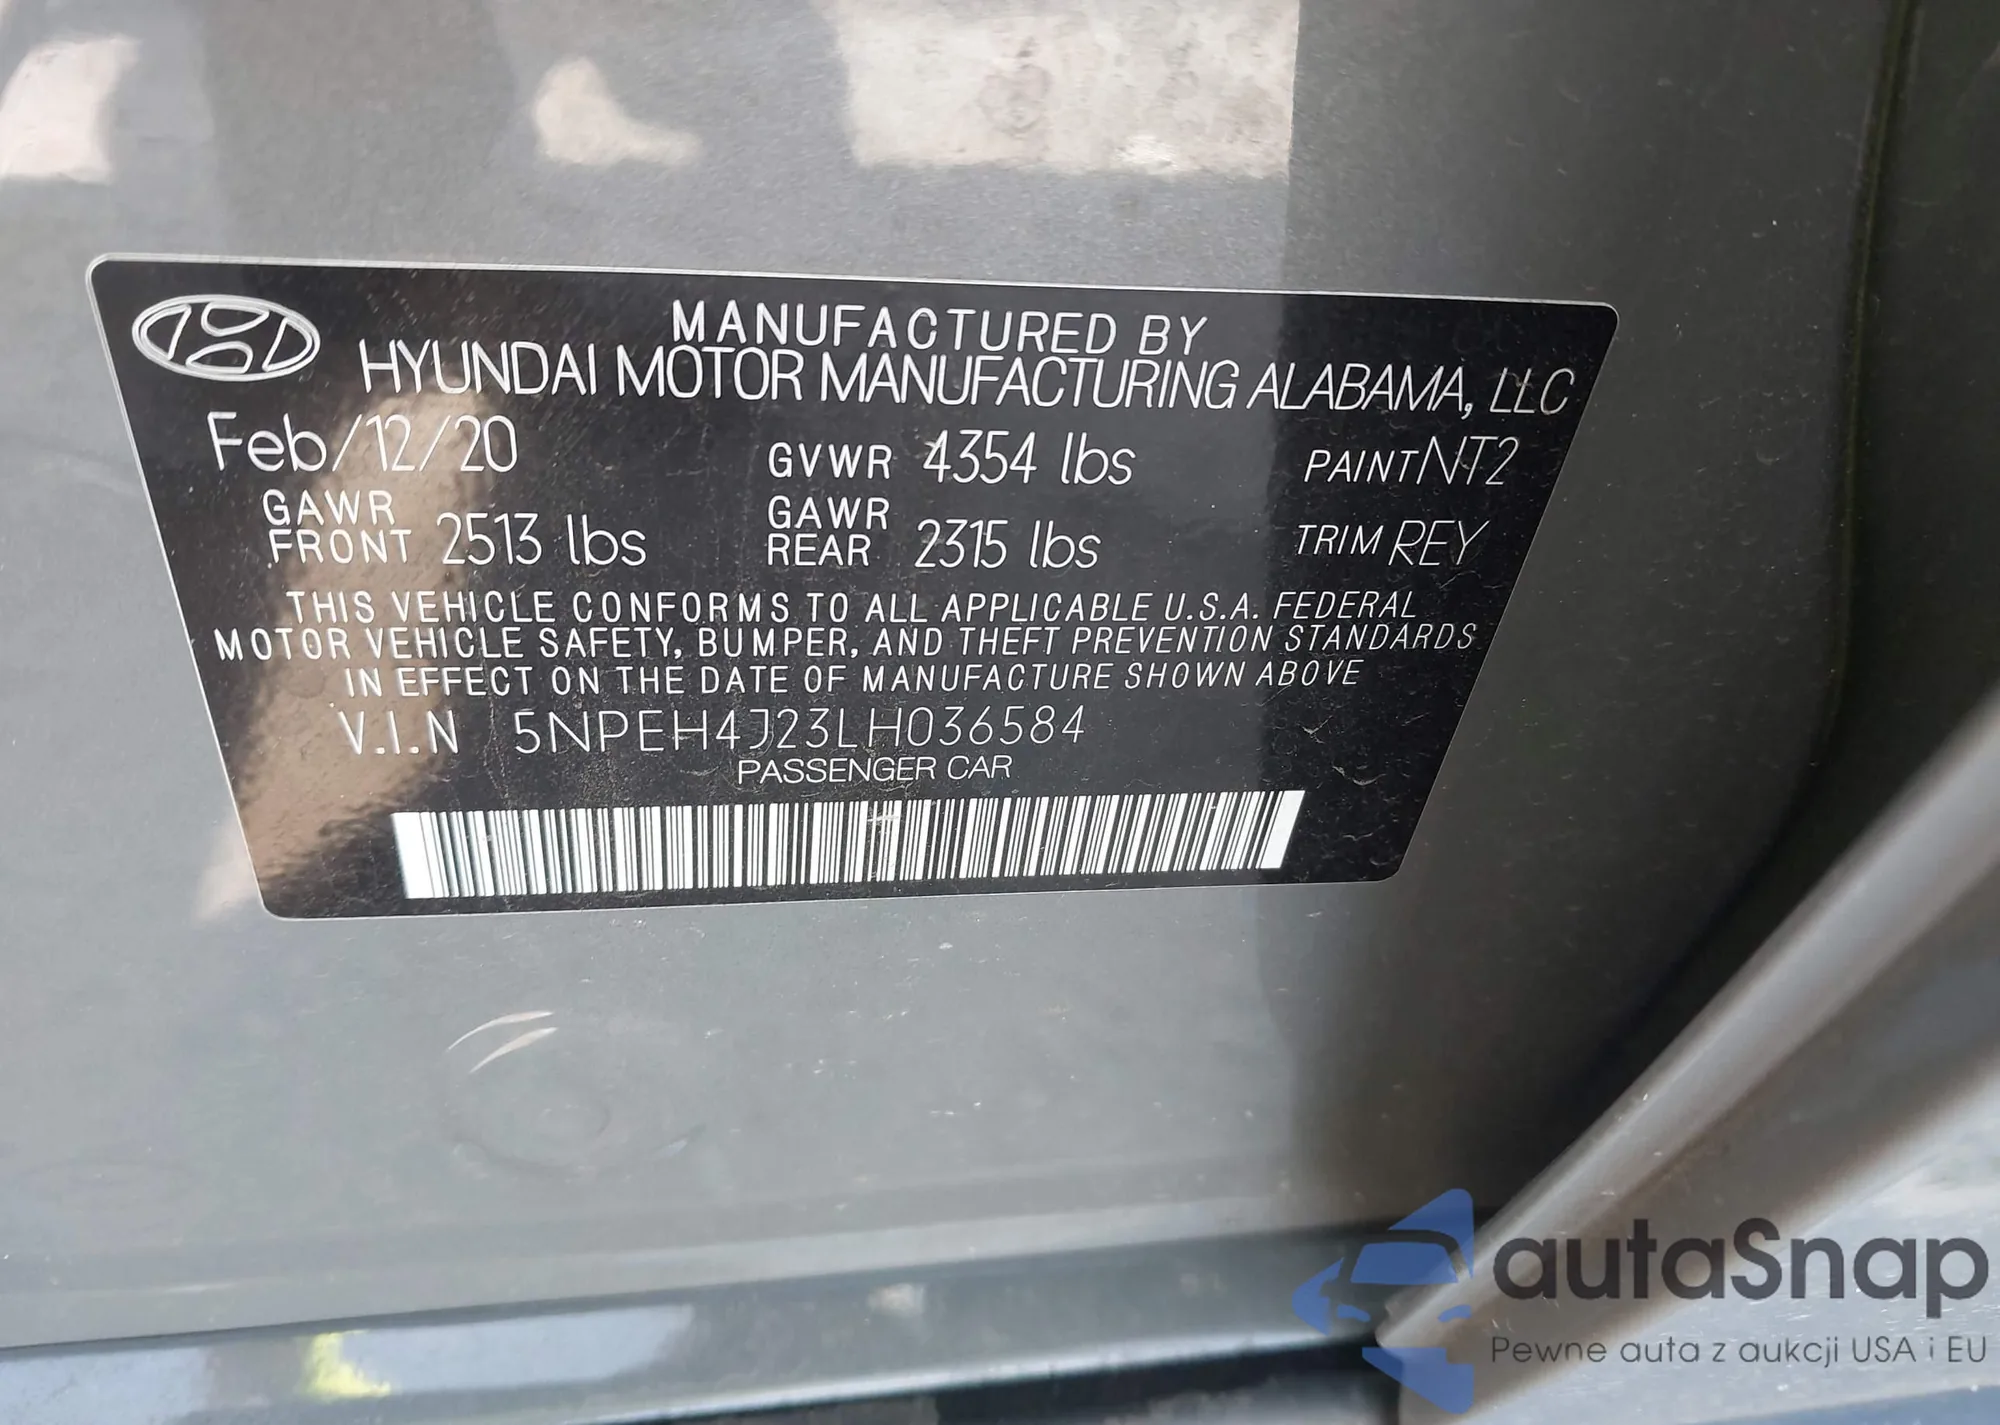 MANUFACTURED BY
HYUNDAI MOTOR MANUFACTURING ALABAMA, LLC
Feb/12/20 GVWR 4354 lbs PAINT NT2
GAWR FRONT 2513 lbs GAWR REAR 2315 lbs TRIM REY
THIS VEHICLE CONFORMS TO ALL APPLICABLE U.S.A. FEDERAL
MOTOR VEHICLE SAFETY, BUMPER, AND THEFT PREVENTION STANDARDS
IN EFFECT ON THE DATE OF MANUFACTURE SHOWN ABOVE
V.I.N 5NPEH4J23LH036584
PASSENGER CAR
autaSnap
Pewne auta z aukcji USA i EU